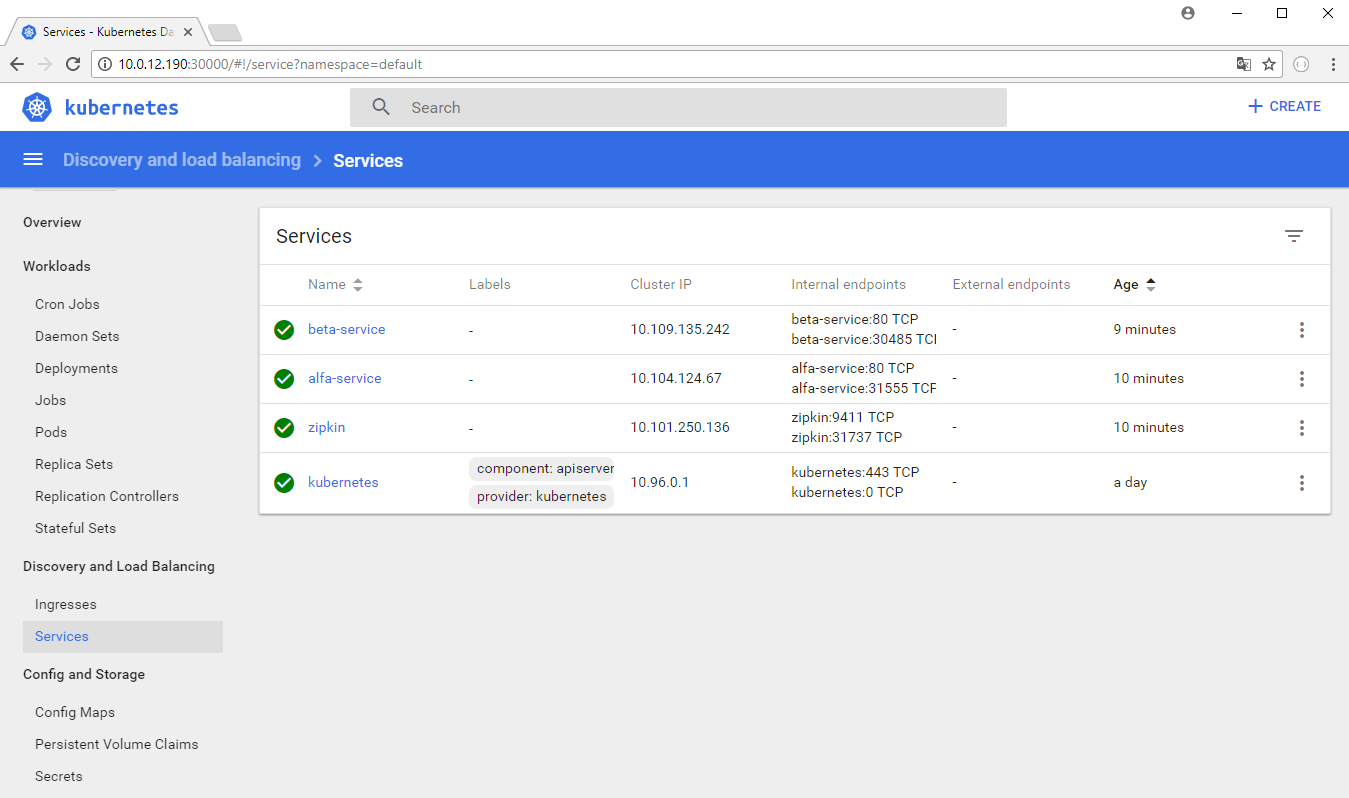 Services - Kubernetes Da
10.0.12.190:30000/#!/service?namespace=default
kubernetes
Search
CREATE
Discovery and load balancing
Services
Overview
Workloads
Cron Jobs
Daemon Sets
Deployments
Jobs
Pods
Replica Sets
Replication Controllers
Stateful Sets
Discovery and Load Balancing
Ingresses
Services
Config and Storage
Config Maps
Persistent Volume Claims
Secrets
Services
Name Labels Cluster IP Internal endpoints External endpoints Age
beta-service - 10.109.135.242 beta-service:80 TCP - 9 minutes
beta-service:30485 TCP
alfa-service - 10.104.124.67 alfa-service:80 TCP - 10 minutes
alfa-service:31555 TCP
zipkin - 10.101.250.136 zipkin:9411 TCP - 10 minutes
zipkin:31737 TCP
kubernetes component: apiserver 10.96.0.1 kubernetes:443 TCP - a day
provider: kubernetes kubernetes:0 TCP